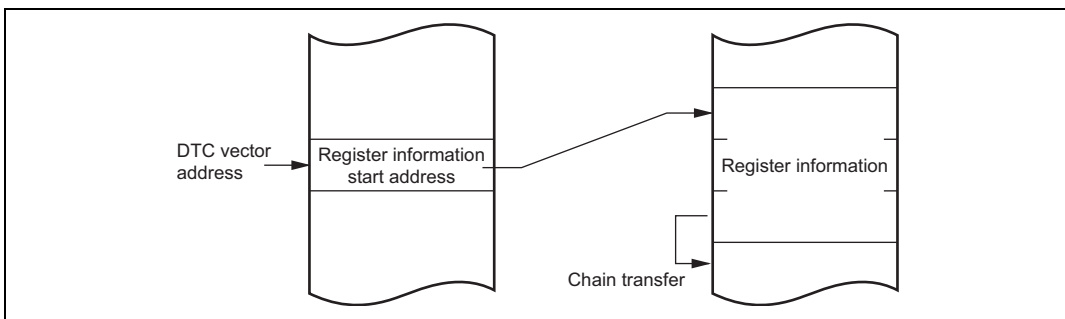 DTC vector
address
Register information
start address
Register information
Chain transfer